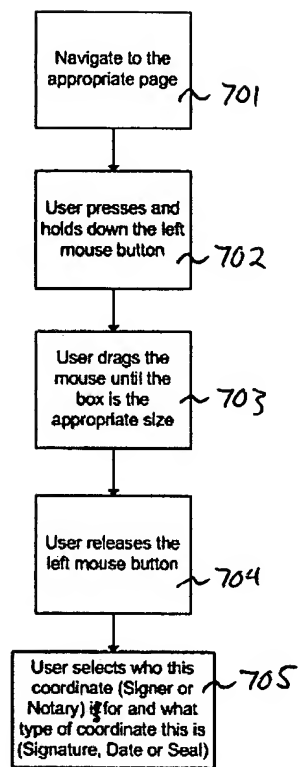 Navigate to the
appropriate page
701
User presses and
holds down the left
mouse button
702
User drags the
mouse until the
box is the
appropriate size
703
User releases the
left mouse button
704
User selects who this
coordinate (Signer or
Notary) is for and what
type of coordinate this is
(Signature, Date or Seal)
705